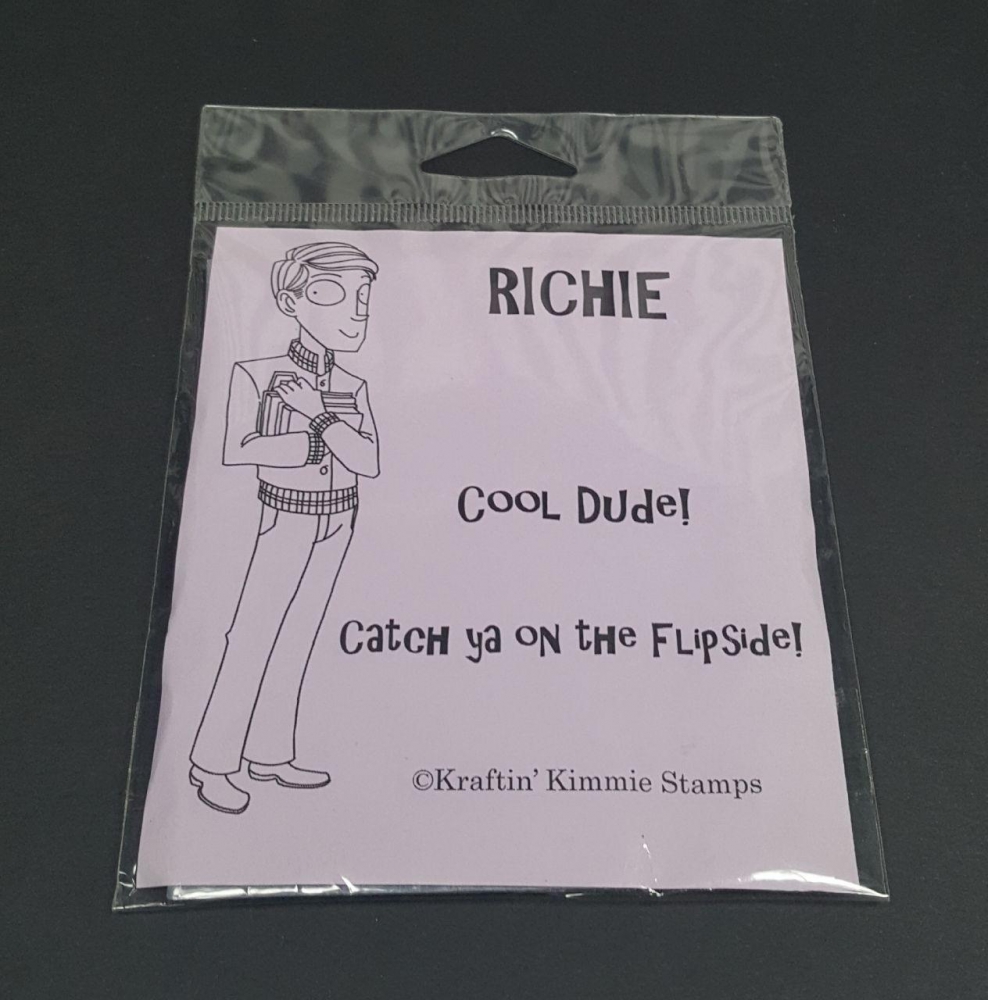 RICHIE
Cool Dude!
Catch ya on the Flipside!
©Kraftin' Kimmie Stamps